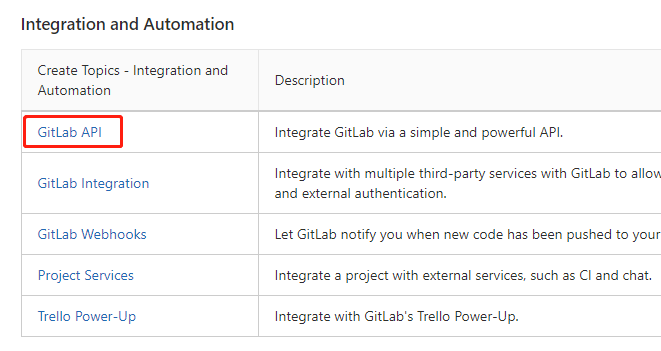 Integration and Automation
Create Topics - Integration and
Automation
Description
GitLab API
Integrate GitLab via a simple and powerful API.
GitLab Integration
Integrate with multiple third-party services with GitLab to allow
and external authentication.
GitLab Webhooks
Let GitLab notify you when new code has been pushed to your
Project Services
Integrate a project with external services, such as CI and chat.
Trello Power-Up
Integrate with GitLab's Trello Power-Up.